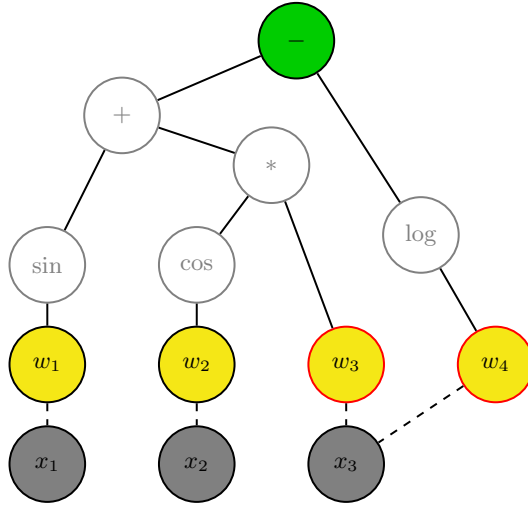 −
+
*
log
sin cos
w₁ w₂ w₃ w₄
x₁ x₂ x₃